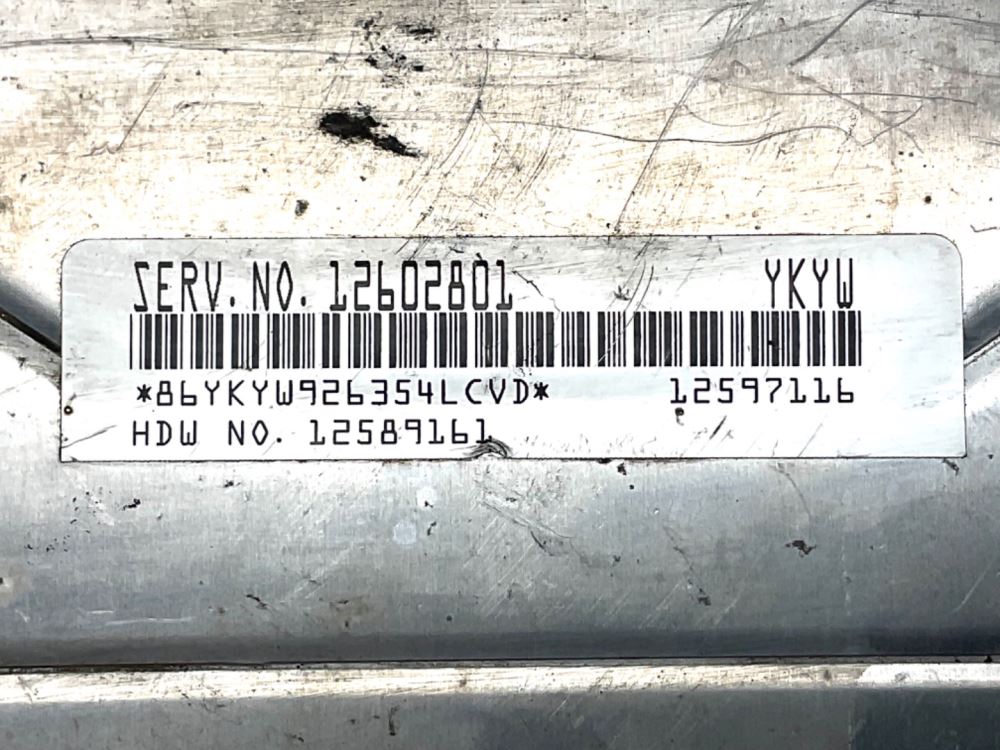 SERV. NO. 12602801 YKYW
*86YKYW926354LCVD* 12597116
HDW NO. 12589161